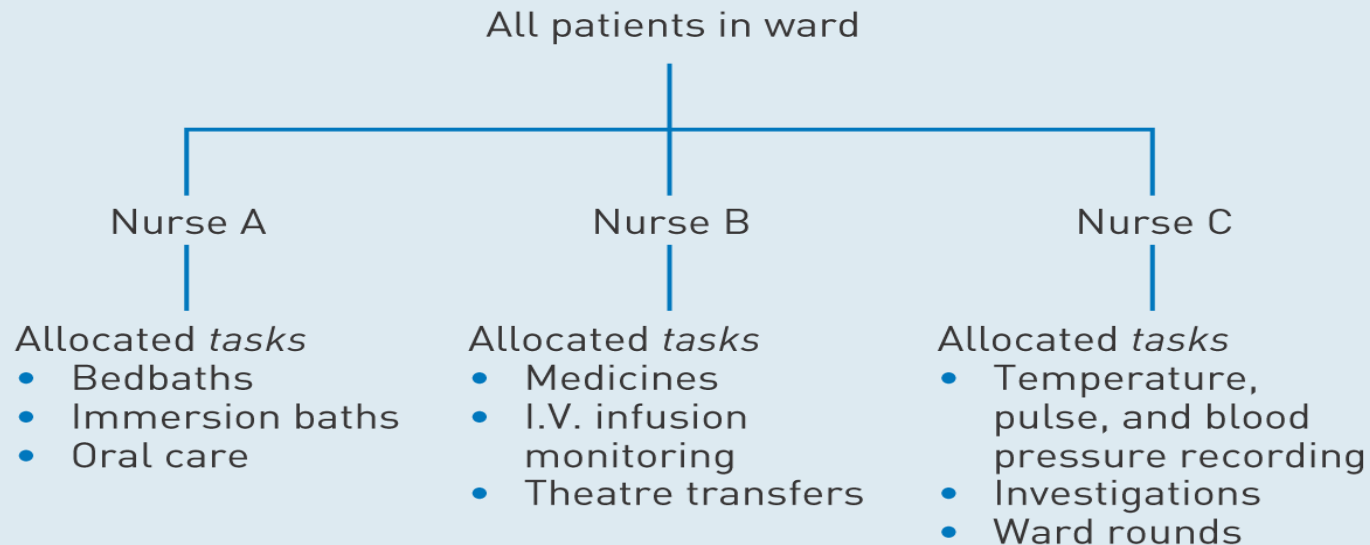 All patients in ward
Nurse A
Nurse B
Nurse C
Allocated tasks
• Bedbaths
• Immersion baths
• Oral care
Allocated tasks
• Medicines
• I.V. infusion
monitoring
• Theatre transfers
Allocated tasks
• Temperature,
pulse, and blood
pressure recording
• Investigations
• Ward rounds